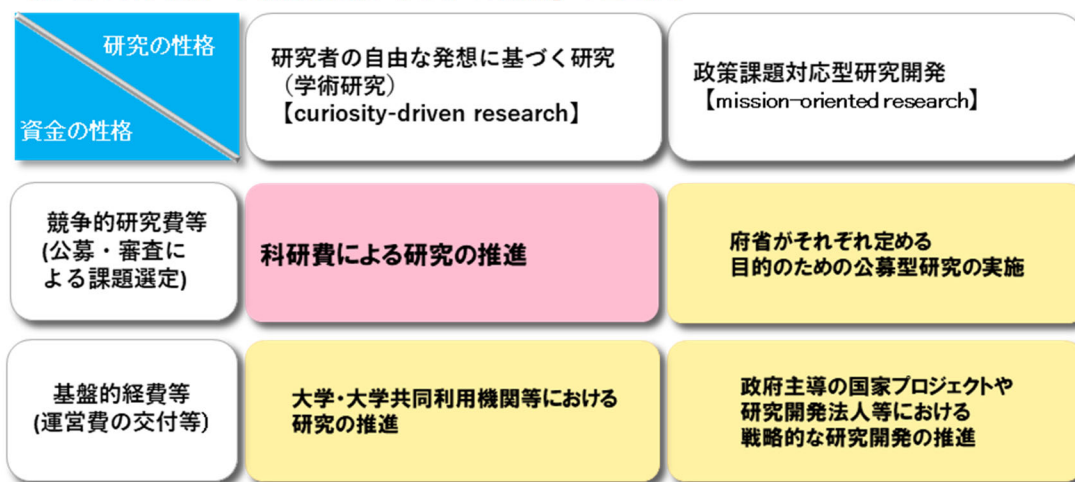 研究の性格
資金の性格
研究者の自由な発想に基づく研究
(学術研究)
【curiosity-driven research】
政策課題対応型研究開発
【mission-oriented research】
競争的研究費等
(公募・審査に
よる課題選定)
科研費による研究の推進
府省がそれぞれ定める
目的のための公募型研究の実施
基盤的経費等
(運営費の交付等)
大学・大学共同利用機関等における
研究の推進
政府主導の国家プロジェクトや
研究開発法人等における
戦略的な研究開発の推進